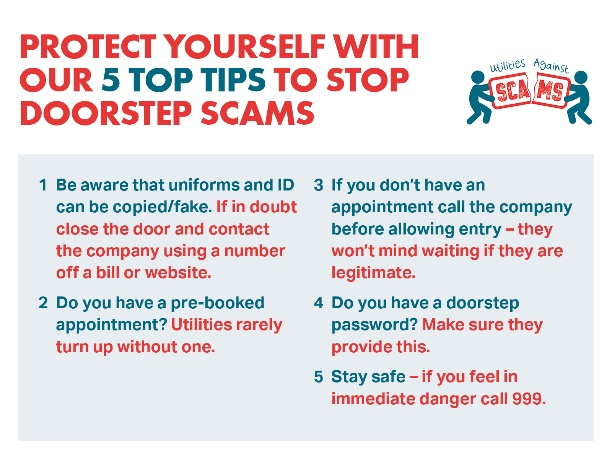 PROTECT YOURSELF WITH
OUR 5 TOP TIPS TO STOP
DOORSTEP SCAMS
Utilities Against
SCAMS
1 Be aware that uniforms and ID
can be copied/fake. If in doubt
close the door and contact
the company using a number
off a bill or website.
2 Do you have a pre-booked
appointment? Utilities rarely
turn up without one.
3 If you don’t have an
appointment call the company
before allowing entry – they
won’t mind waiting if they are
legitimate.
4 Do you have a doorstep
password? Make sure they
provide this.
5 Stay safe – if you feel in
immediate danger call 999.